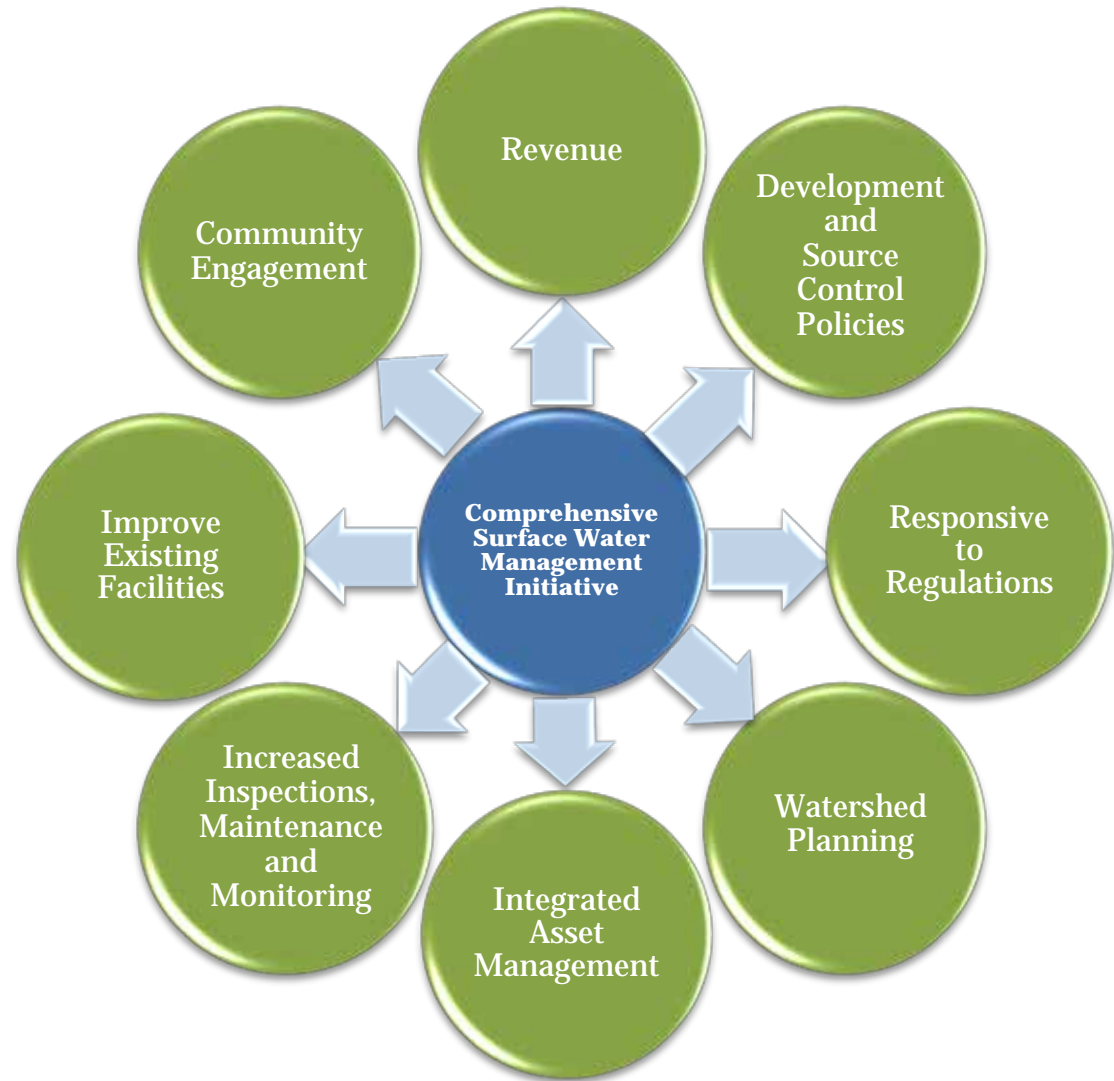 Revenue
Development
and
Source
Control
Policies
Community
Engagement
Comprehensive
Surface Water
Management
Initiative
Improve
Existing
Facilities
Responsive
to
Regulations
Increased
Inspections,
Maintenance
and
Monitoring
Watershed
Planning
Integrated
Asset
Management